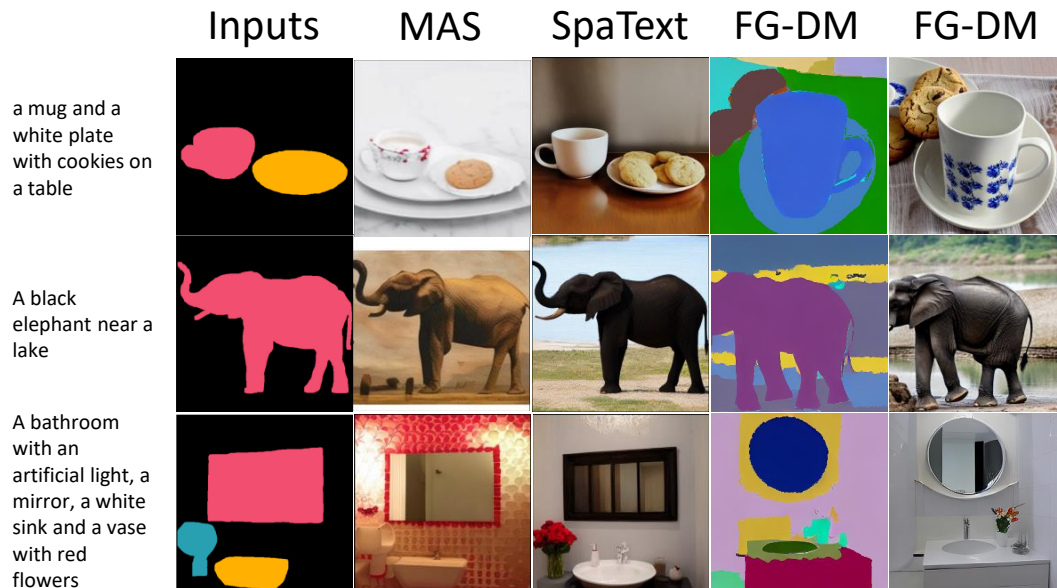 Inputs MAS SpaText FG-DM FG-DM
a mug and a
white plate
with cookies on
a table
A black
elephant near a
lake
A bathroom
with an
artificial light, a
mirror, a white
sink and a vase
with red
flowers